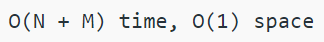 O(N + M) time, O(1) space